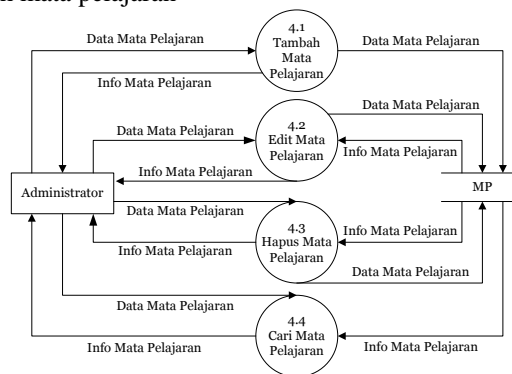 mata pelajaran
4.1
Tambah
Mata
Pelajaran
Data Mata Pelajaran
Data Mata Pelajaran
Info Mata Pelajaran
4.2
Edit Mata
Pelajaran
Data Mata Pelajaran
Data Mata Pelajaran
Info Mata Pelajaran
Info Mata Pelajaran
Administrator
MP
Data Mata Pelajaran
4.3
Hapus Mata
Pelajaran
Info Mata Pelajaran
Info Mata Pelajaran
Data Mata Pelajaran
Data Mata Pelajaran
4.4
Cari Mata
Pelajaran
Info Mata Pelajaran
Info Mata Pelajaran